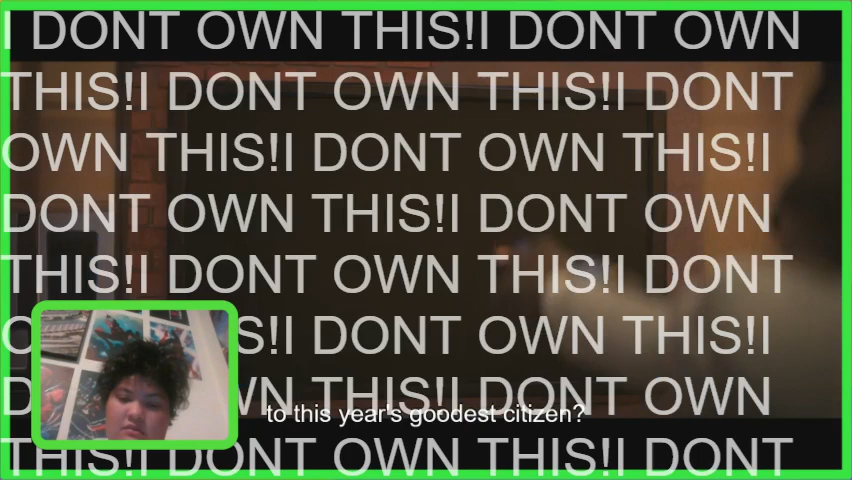 I DONT OWN THIS!I DONT OWN
THIS!I DONT OWN THIS!I DONT
OWN THIS!I DONT OWN THIS!I
DONT OWN THIS!I DONT OWN
THIS!I DONT OWN THIS!I DONT
O S!I DONT OWN THIS!I
D WN THIS!I DONT OWN
to this year's goodest citizen?
THIS!I DONT OWN THIS!I DONT